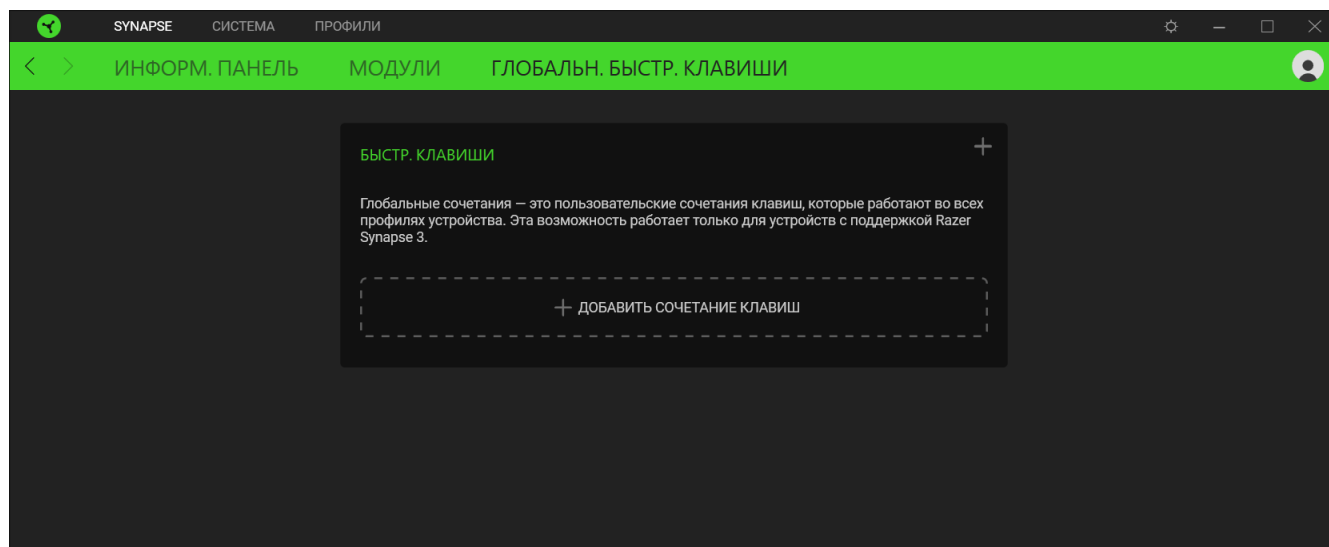 SYNAPSE СИСТЕМА ПРОФИЛИ
ИНФОРМ. ПАНЕЛЬ МОДУЛИ ГЛОБАЛЬН. БЫСТР. КЛАВИШИ
БЫСТР. КЛАВИШИ
Глобальные сочетания — это пользовательские сочетания клавиш, которые работают во всех
профилях устройства. Эта возможность работает только для устройств с поддержкой Razer
Synapse 3.
ДОБАВИТЬ СОЧЕТАНИЕ КЛАВИШ